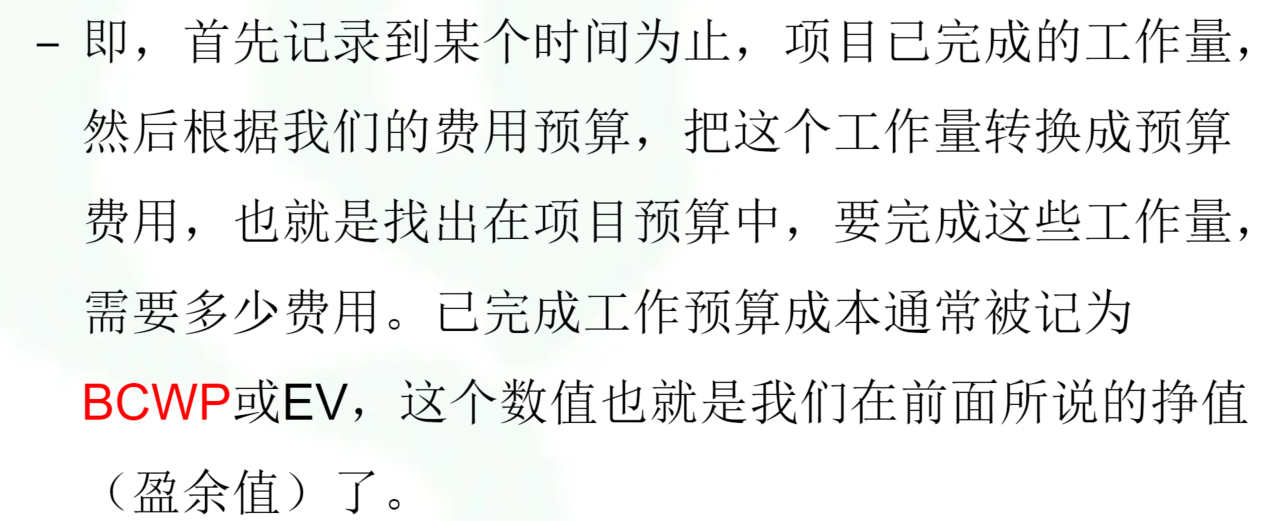 – 即，首先记录到某个时间为止，项目已完成的工作量，
然后根据我们的费用预算，把这个工作量转换成预算
费用，也就是找出在项目预算中，要完成这些工作量，
需要多少费用。已完成工作预算成本通常被记为
BCWP或EV，这个数值也就是我们在前面所说的挣值
（盈余值）了。